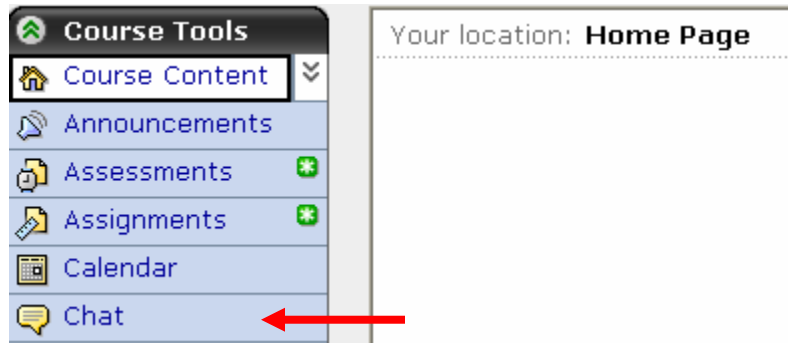 Course Tools
Course Content
Announcements
Assessments
Assignments
Calendar
Chat
Your location: Home Page